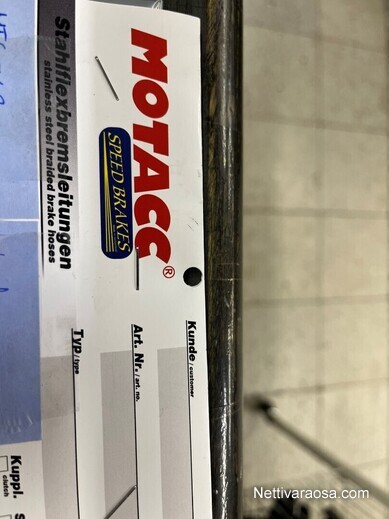 MOTACC®
SPEED BRAKES
Stahlflexbremsleitungen
stainless steel braided brake hoses
Kunde / customer
Art. Nr. / art. no.
Typ / type
Kuppl.
clutch
Nettivaraosa.com